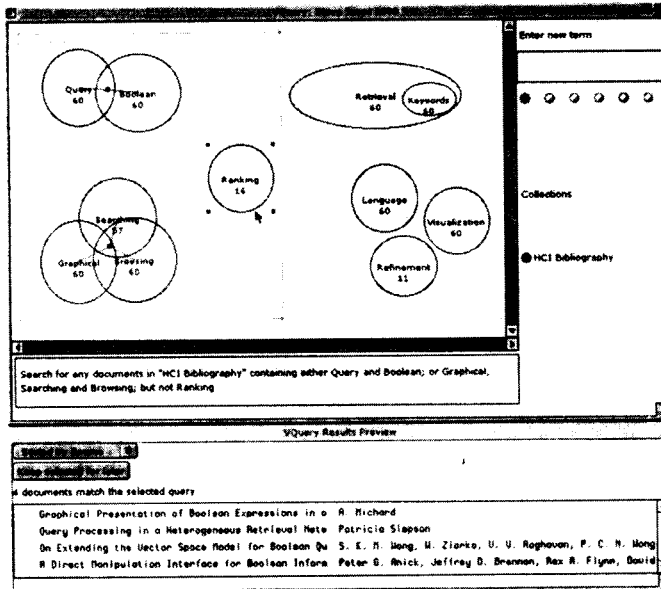 Query
60
Boolean
60
Retrieval
60
Keywords
60
Ranking
16
Searching
57
Graphical
60
Browsing
60
Language
60
Visualization
60
Refinement
11
Enter new term
Collections
HCI Bibliography
Search for any documents in "HCI Bibliography" containing either Query and Boolean; or Graphical,
Searching and Browsing; but not Ranking
VQuery Results Preview
4 documents match the selected query
Graphical Presentation of Boolean Expressions in a A. Michard
Query Processing in a Heterogeneous Retrieval Netw Patricia Simpson
On Extending the Vector Space Model for Boolean Qu S. K. M. Wong, W. Ziarko, V. V. Raghavan, P. C. N. Wong
A Direct Manipulation Interface for Boolean Inform Peter G. Anick, Jeffrey D. Brennan, Rex A. Flynn, David